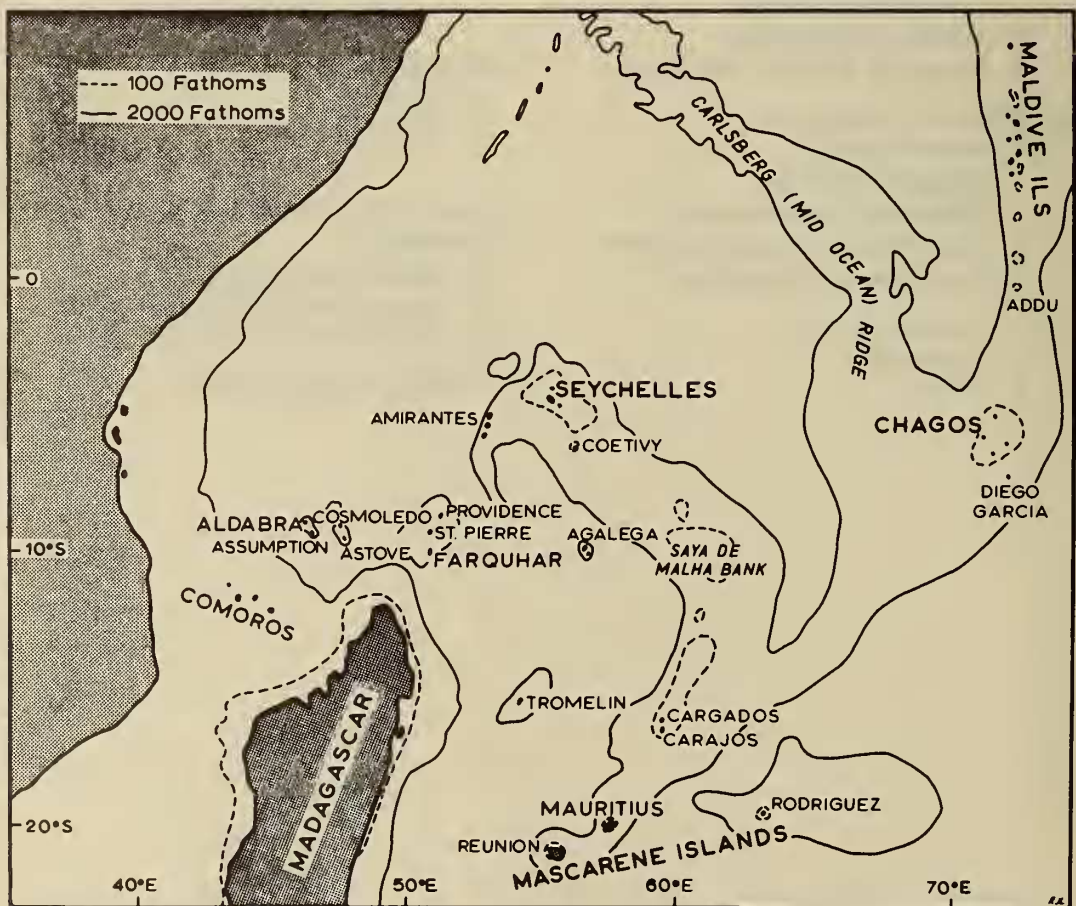 100 Fathoms
2000 Fathoms
MALDIVE ILS
CARLSBERG (MID OCEAN) RIDGE
0
ADDU
SEYCHELLES
AMIRANTES
COETIVY
CHAGOS
DIEGO
GARCIA
ALDABRA
COSMOLEDO
PROVIDENCE
ST. PIERRE
AGALEGA
10°S
ASSUMPTION
ASTOVE
FARQUHAR
SAYA DE
MALHA BANK
COMOROS
MADAGASCAR
TROMELIN
CARGADOS
CARAJOS
MAURITIUS
RODRIGUEZ
20°S
REUNION
MASCARENE ISLANDS
40°E
50°E
60°E
70°E